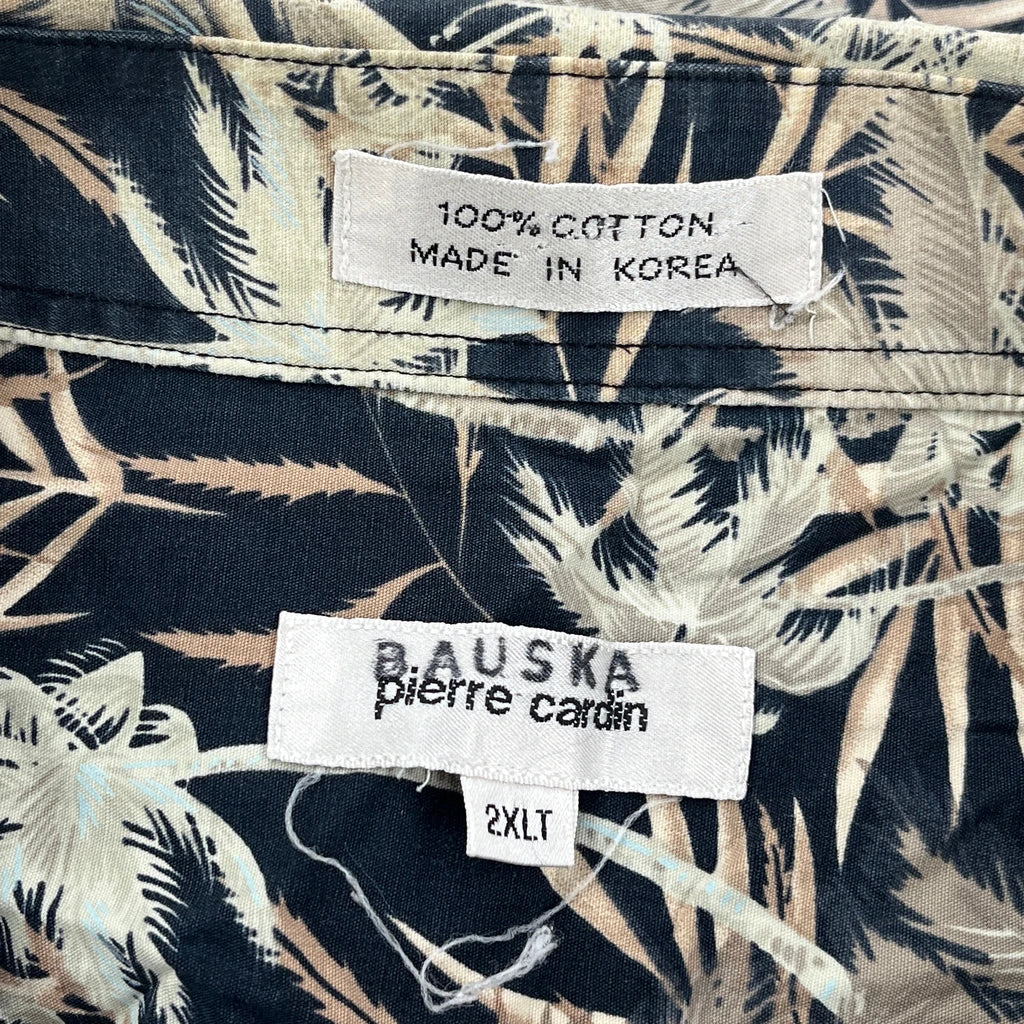 100% COTTON
MADE IN KOREA
BAUSKA
pierre cardin
2XLT